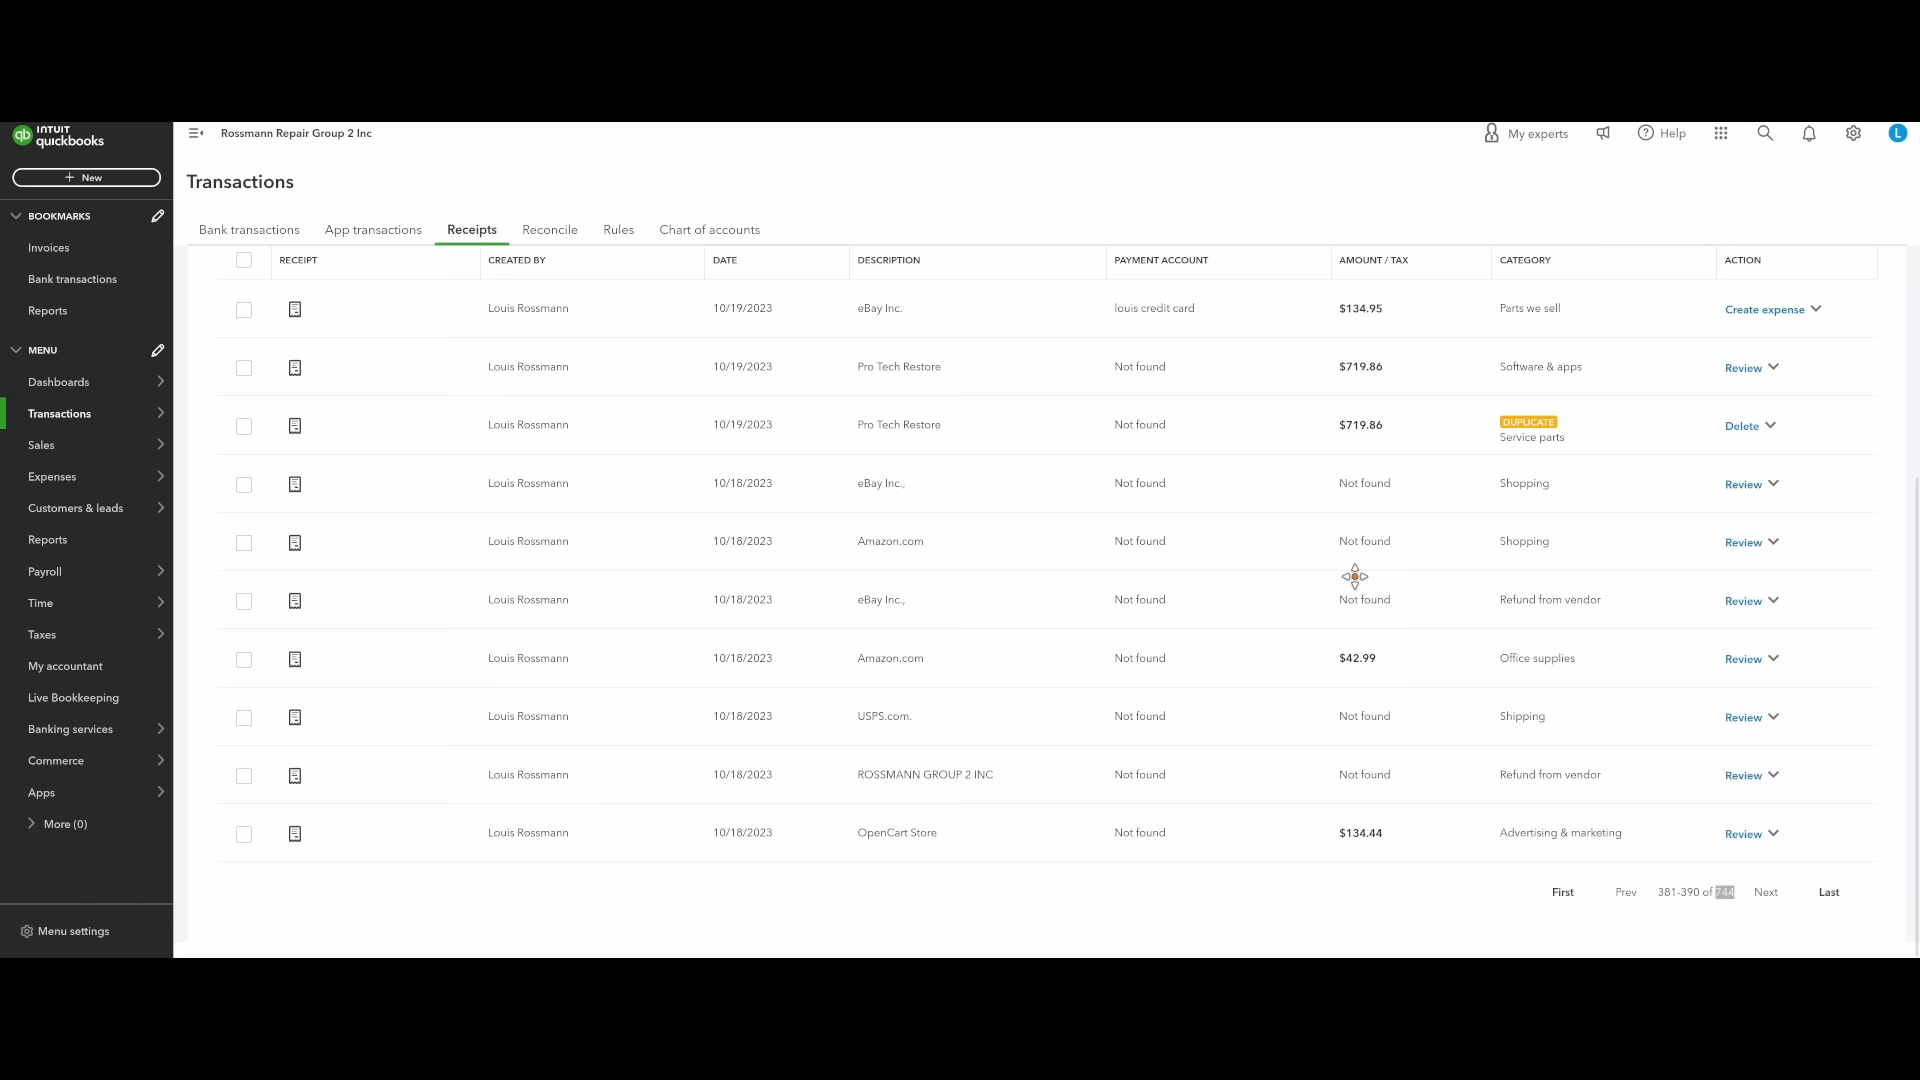 INTUIT
quickbooks
Rossmann Repair Group 2 Inc
My experts
Help
L
+ New
Transactions
BOOKMARKS
Invoices
Bank transactions
Reports
MENU
Dashboards
Transactions
Sales
Expenses
Customers & leads
Reports
Payroll
Time
Taxes
My accountant
Live Bookkeeping
Banking services
Commerce
Apps
More (0)
Menu settings
Bank transactions App transactions Receipts Reconcile Rules Chart of accounts
RECEIPT CREATED BY DATE DESCRIPTION PAYMENT ACCOUNT AMOUNT / TAX CATEGORY ACTION
Louis Rossmann 10/19/2023 eBay Inc. louis credit card $134.95 Parts we sell Create expense
Louis Rossmann 10/19/2023 Pro Tech Restore Not found $719.86 Software & apps Review
Louis Rossmann 10/19/2023 Pro Tech Restore Not found $719.86 DUPLICATE Delete
Service parts
Louis Rossmann 10/18/2023 eBay Inc., Not found Not found Shopping Review
Louis Rossmann 10/18/2023 Amazon.com Not found Not found Shopping Review
Louis Rossmann 10/18/2023 eBay Inc., Not found Not found Refund from vendor Review
Louis Rossmann 10/18/2023 Amazon.com Not found $42.99 Office supplies Review
Louis Rossmann 10/18/2023 USPS.com. Not found Not found Shipping Review
Louis Rossmann 10/18/2023 ROSSMANN GROUP 2 INC Not found Not found Refund from vendor Review
Louis Rossmann 10/18/2023 OpenCart Store Not found $134.44 Advertising & marketing Review
First Prev 381-390 of 744 Next Last